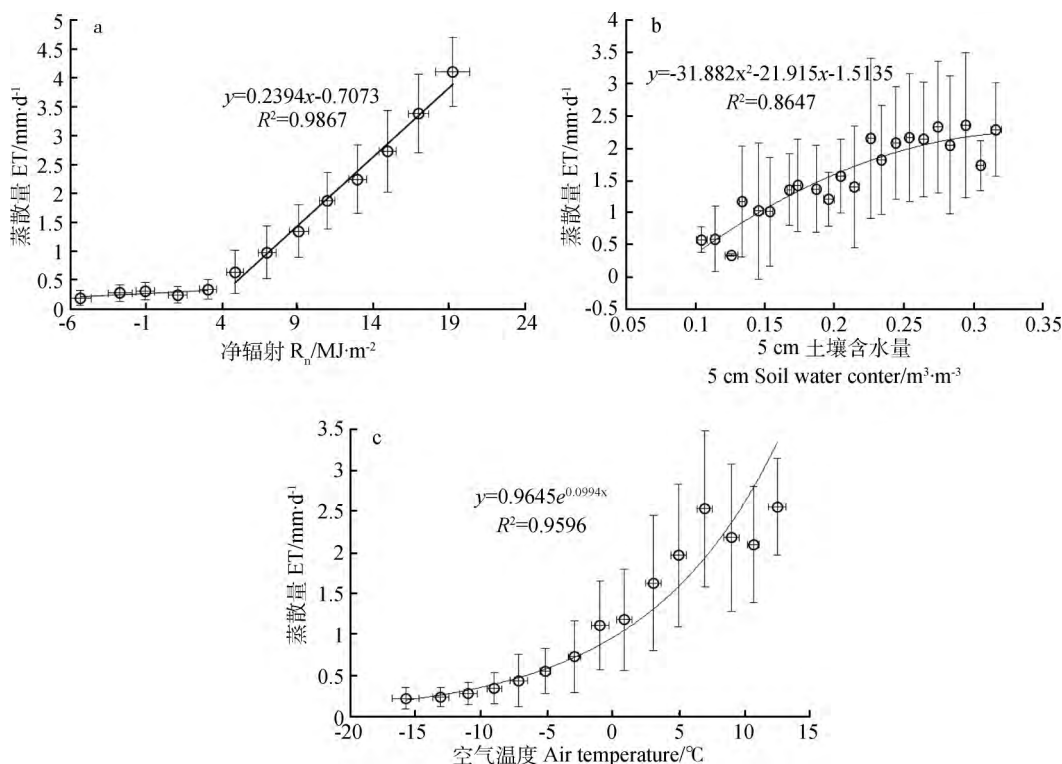 a
5
4.5
4
3.5
3
2.5
2
1.5
1
0.5
0
蒸散量 ET/mm·d⁻¹
y=0.2394x-0.7073
R²=0.9867
-6 -1 4 9 14 19 24
净辐射 Rₙ/MJ·m⁻²
b
4
3.5
3
2.5
2
1.5
1
0.5
0
-0.5
蒸散量 ET/mm·d⁻¹
y=-31.882x²-21.915x-1.5135
R²=0.8647
0.05 0.1 0.15 0.2 0.25 0.3 0.35
5 cm 土壤含水量
5 cm Soil water conter/m³·m⁻³
c
3.5
3
2.5
2
1.5
1
0.5
0
蒸散量 ET/mm·d⁻¹
y=0.9645e⁰·⁰⁹⁹⁴ˣ
R²=0.9596
-20 -15 -10 -5 0 5 10 15
空气温度 Air temperature/℃